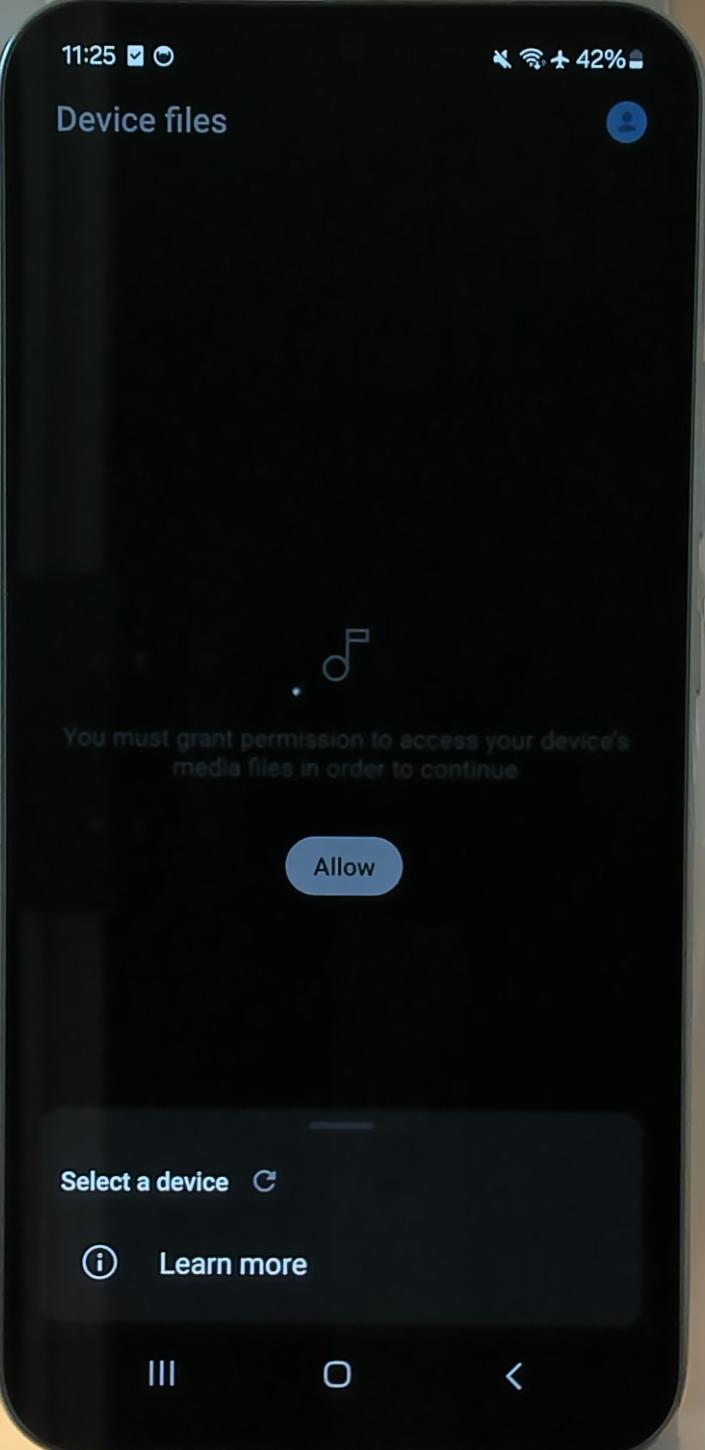 11:25
42%
Device files
You must grant permission to access your device's
media files in order to continue
Allow
Select a device
Learn more